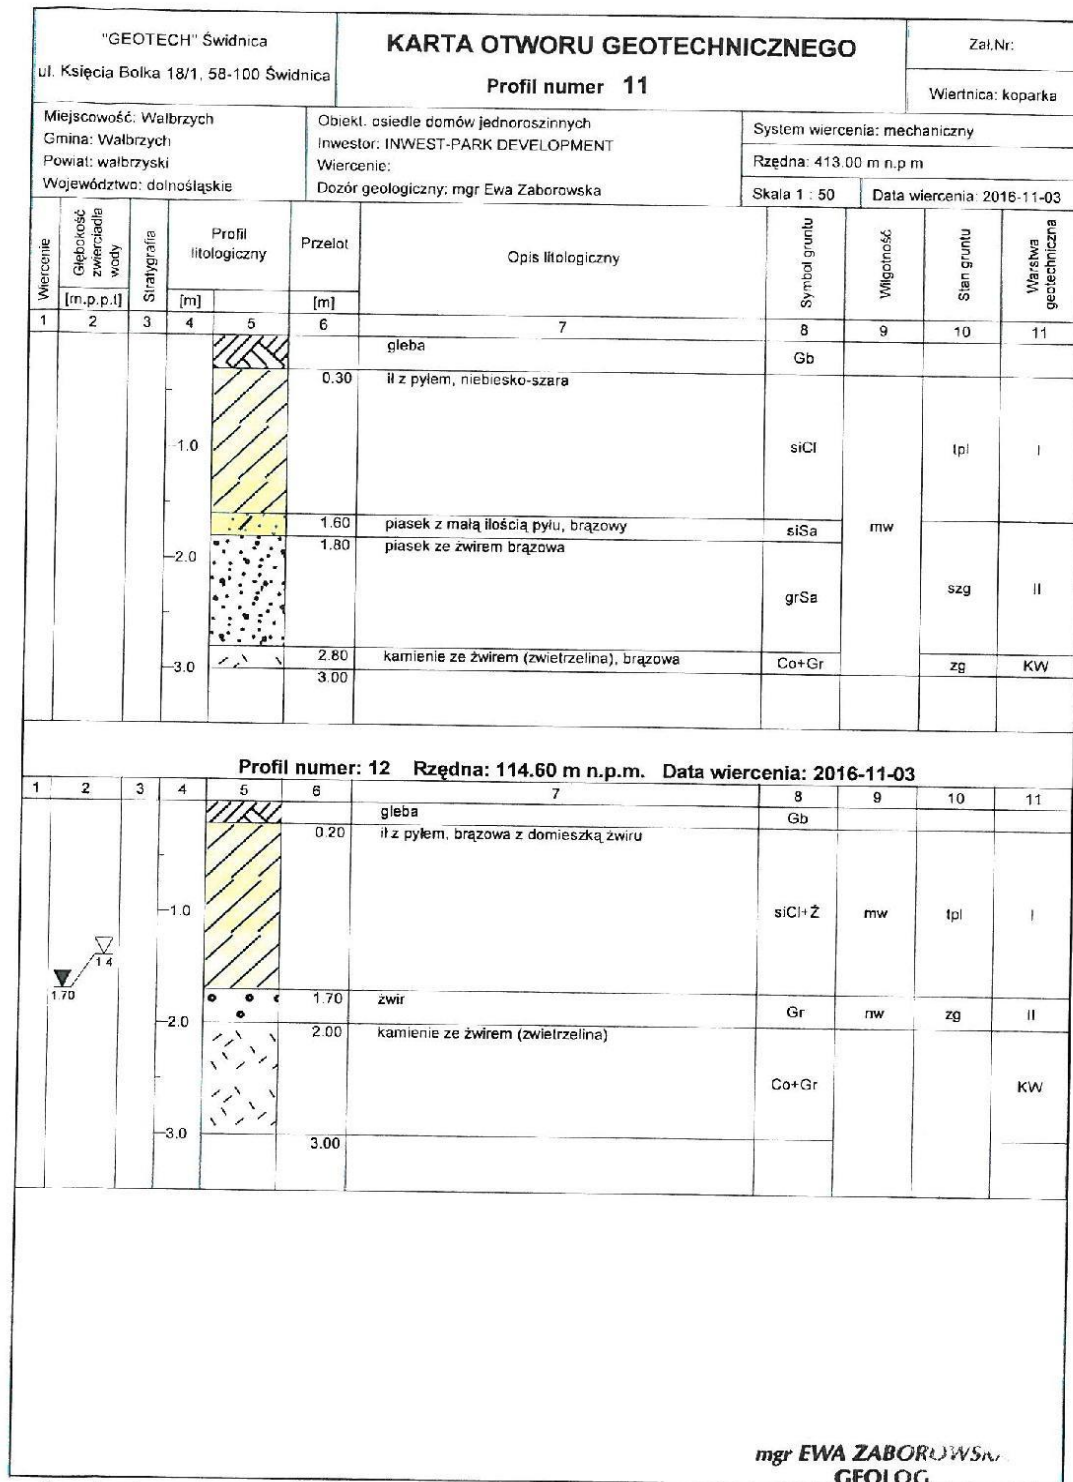 "GEOTECH" Świdnica
ul. Księcia Bolka 18/1, 58-100 Świdnica
KARTA OTWORU GEOTECHNICZNEGO
Profil numer 11
Zał.Nr:
Wiertnica: koparka
Miejscowość: Wałbrzych
Gmina: Wałbrzych
Powiat: wałbrzyski
Województwo: dolnośląskie
Obiekt. osiedle domów jednoroszinnych
Inwestor: INWEST-PARK DEVELOPMENT
Wiercenie:
Dozór geologiczny: mgr Ewa Zaborowska
System wiercenia: mechaniczny
Rzędna: 413.00 m n.p m
Skala 1 : 50 Data wiercenia: 2016-11-03
Wiercenie
Głębokość zwierciadła wody
[m.p.p.t]
Stratygrafia
Profil litologiczny
[m]
Przelot
[m]
Opis litologiczny
Symbol gruntu
Wilgotność
Stan gruntu
Warstwa geotechniczna
1 2 3 4 5 6 7 8 9 10 11
gleba Gb
0.30 ił z pyłem, niebiesko-szara
1.0 siCl tpl I
1.60 piasek z małą ilością pyłu, brązowy siSa mw
1.80 piasek ze żwirem brązowa
2.0 grSa szg II
2.80 kamienie ze żwirem (zwietrzelina), brązowa Co+Gr zg KW
3.0 3.00
Profil numer: 12 Rzędna: 114.60 m n.p.m. Data wiercenia: 2016-11-03
1 2 3 4 5 6 7 8 9 10 11
gleba Gb
0.20 ił z pyłem, brązowa z domieszką żwiru
1.0 siCl+Ż mw tpl I
1.4
1.70
1.70 żwir Gr nw zg II
2.0 2.00 kamienie ze żwirem (zwietrzelina)
Co+Gr KW
3.0 3.00
mgr EWA ZABOROWSK
GEOLOG